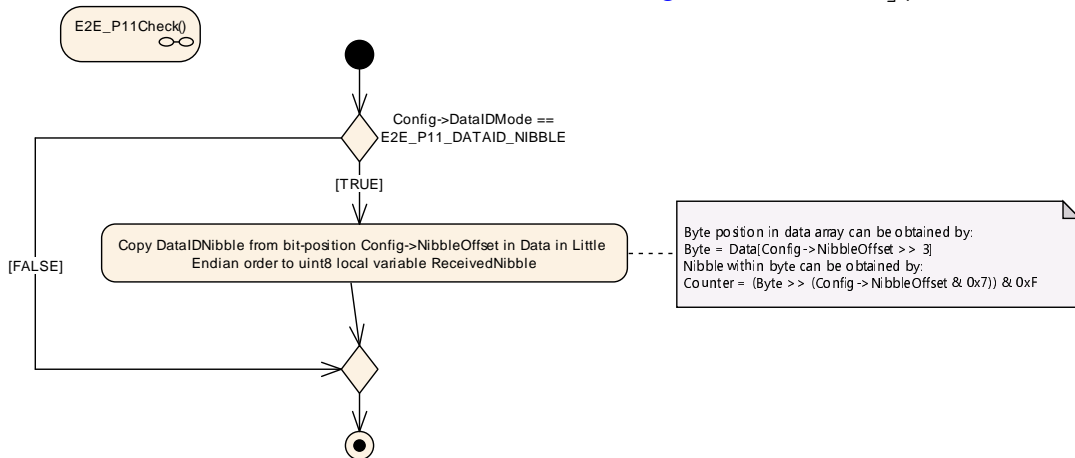 E2E_P11Check()
Config->DataIDMode ==
E2E_P11_DATAID_NIBBLE
[TRUE]
Copy DataIDNibble from bit-position Config->NibbleOffset in Data in Little
Endian order to uint8 local variable ReceivedNibble
[FALSE]
Byte position in data array can be obtained by:
Byte = Data[Config->NibbleOffset >> 3]
Nibble within byte can be obtained by:
Counter = (Byte >> (Config->NibbleOffset & 0x7)) & 0xF